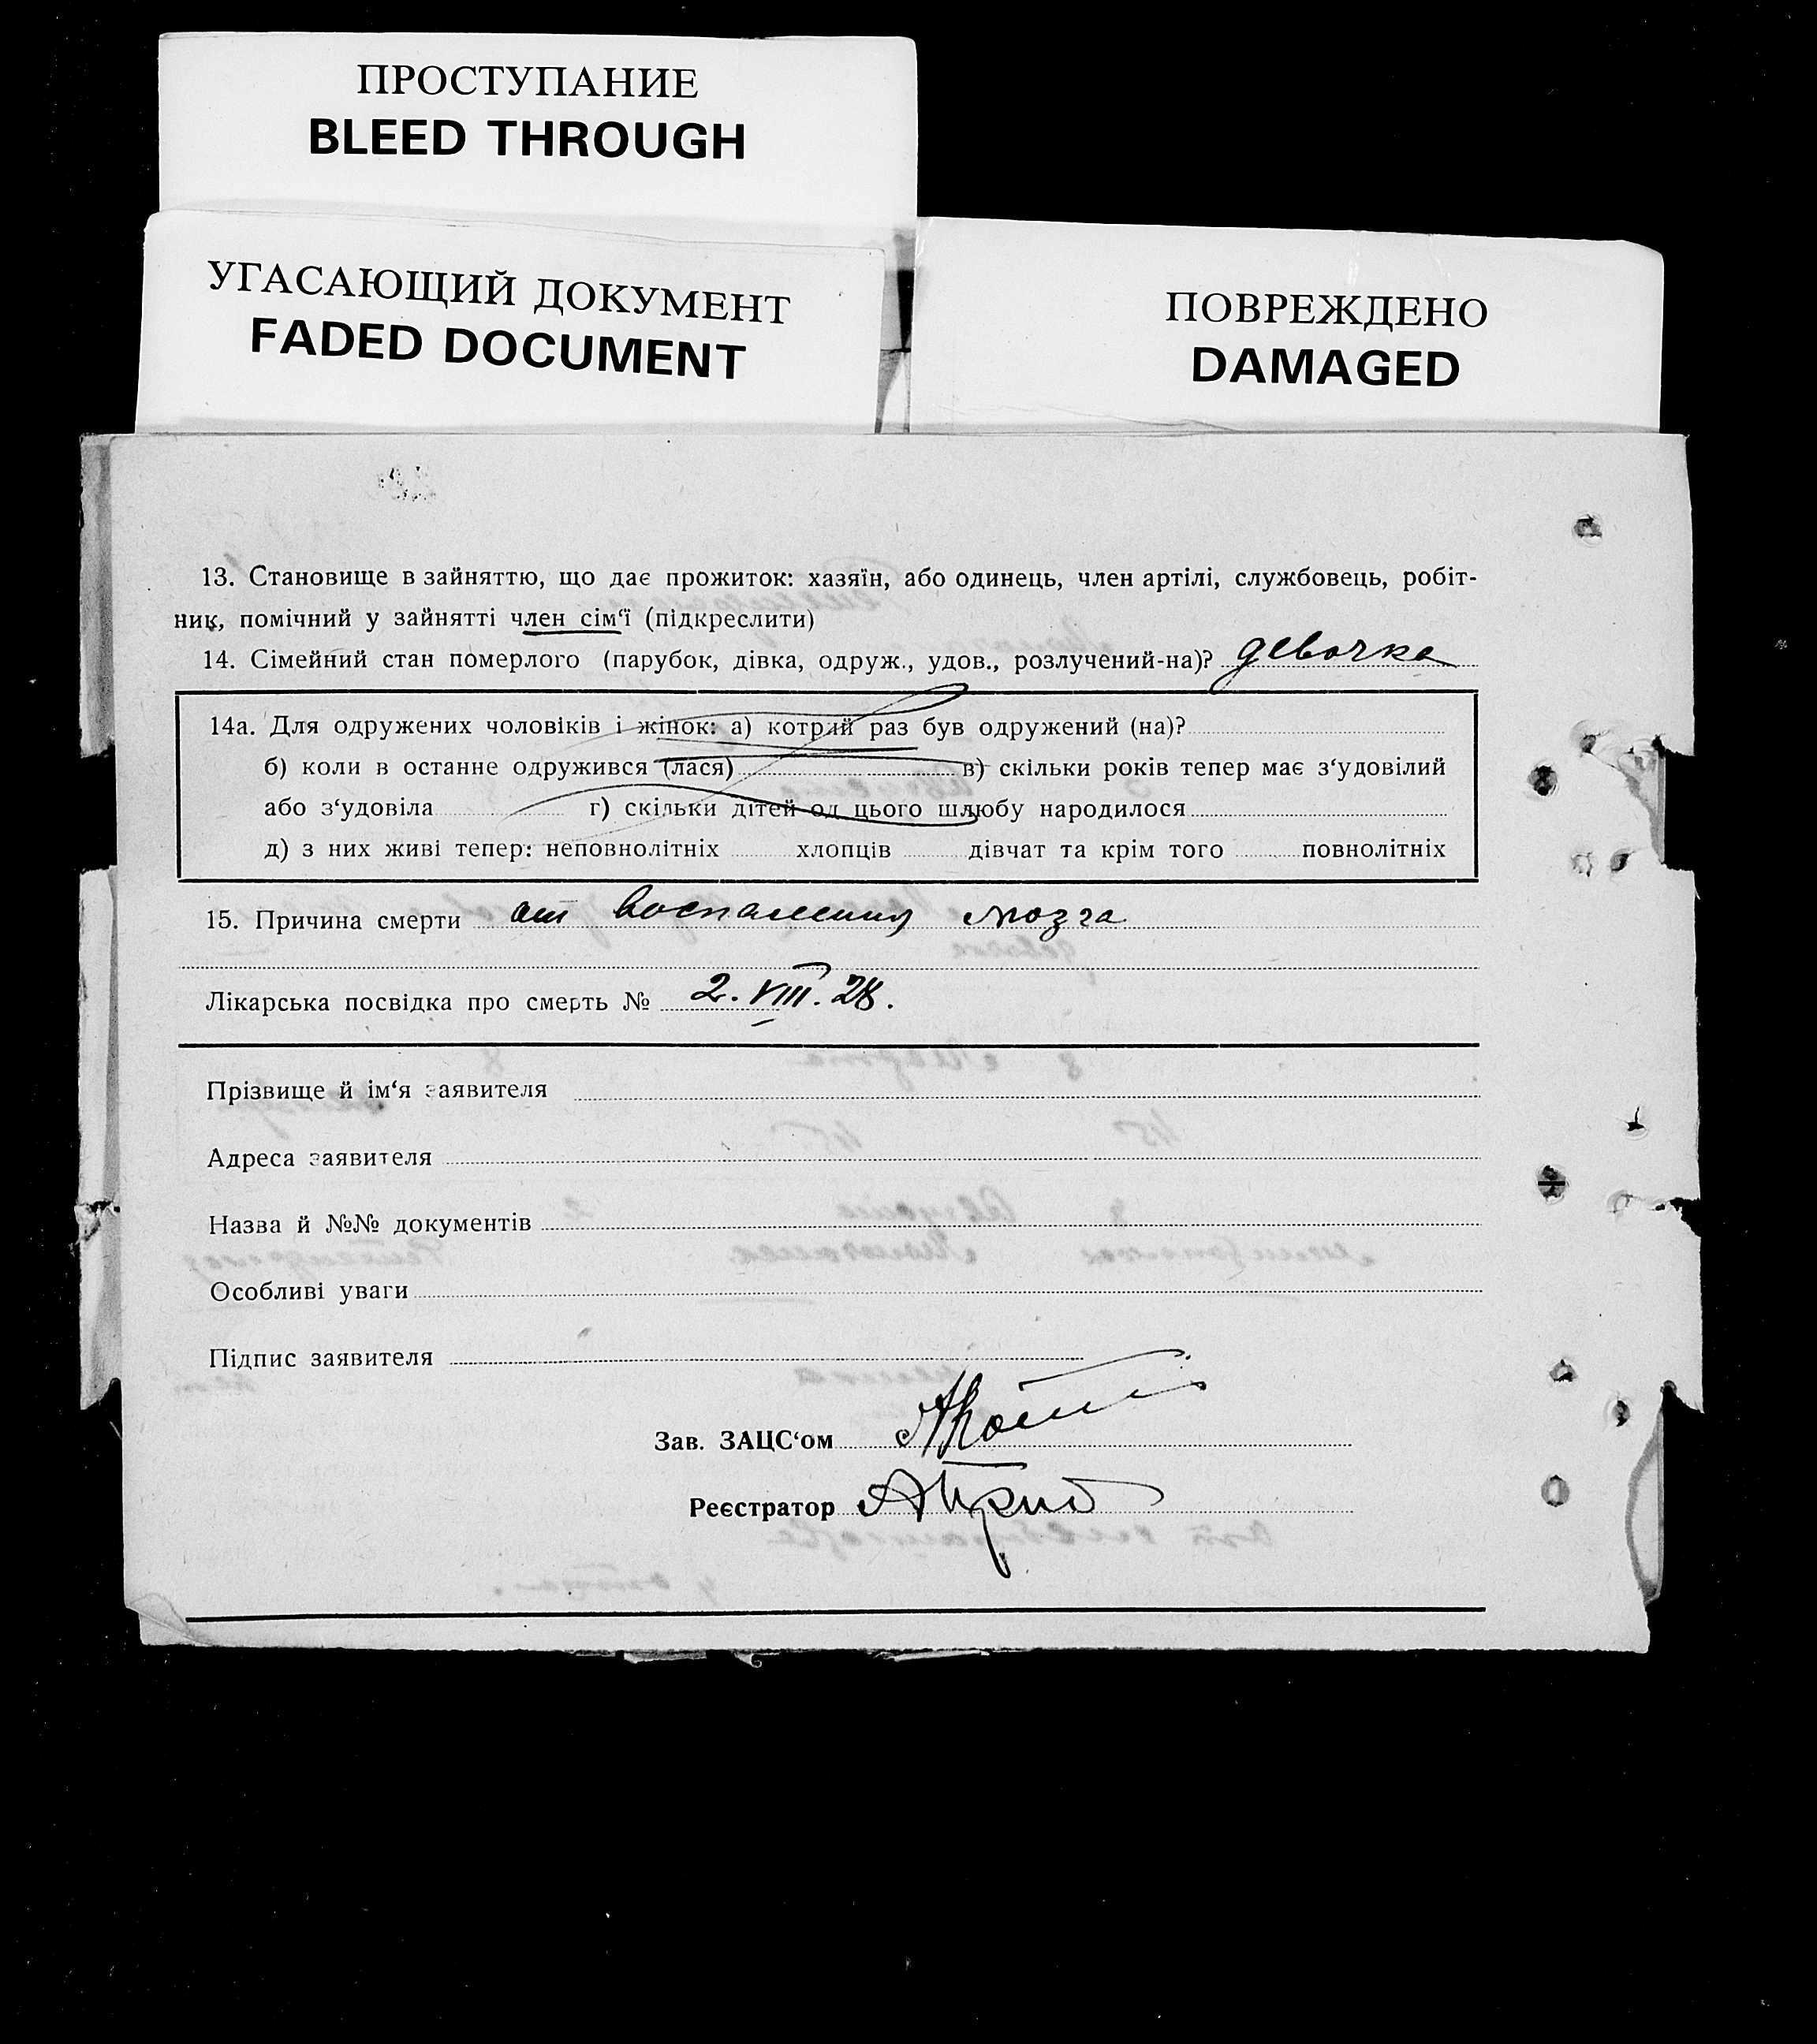 ПРОСТУПАНИЕ
BLEED THROUGH
УГАСАЮЩИЙ ДОКУМЕНТ
FADED DOCUMENT
ПОВРЕЖДЕНО
DAMAGED
13. Становище в зайняттю, що дає прожиток: хазяїн, або одинець, член артілі, службовець, робіт-
ник, помічний у зайнятті член сім‘ї (підкреслити)
14. Сімейний стан померлого (парубок, дівка, одруж., удов., розлучений-на)? девочка
14а. Для одружених чоловіків і жінок: а) котрий раз був одружений (на)?
б) коли в останнє одружився (лася) в) скільки років тепер має з‘удовілий
або з‘удовіла г) скільки дітей од цього шлюбу народилося
д) з них живі тепер: неповнолітніх хлопців дівчат та крім того повнолітніх
15. Причина смерти от воспаления мозга
Лікарська посвідка про смерть № 2. VIII. 28.
Прізвище й ім‘я заявителя
Адреса заявителя
Назва й №№ документів
Особливі уваги
Підпис заявителя
Зав. ЗАЦС‘ом
Реєстратор